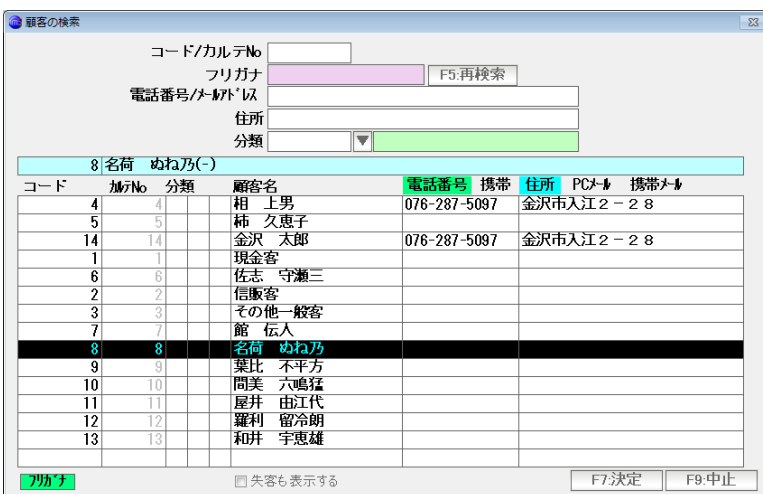 顧客の検索
コード/カルテNo
フリガナ F5:再検索
電話番号/メールアドレス
住所
分類
8 名荷 ぬね乃(-)
コード カルテNo 分類 顧客名 電話番号 携帯 住所 PCメール 携帯メール
4 4 相 上男 076-287-5097 金沢市入江2-28
5 5 柿 久恵子
14 14 金沢 太郎 076-287-5097 金沢市入江2-28
1 1 現金客
6 6 佐志 守瀬三
2 2 信販客
3 3 その他一般客
7 7 館 伝人
8 8 名荷 ぬね乃
9 9 葉比 不平方
10 10 間美 六鳴猛
11 11 屋井 由江代
12 12 羅利 留冷朗
13 13 和井 宇恵雄
フリガナ 失客も表示する F7:決定 F9:中止